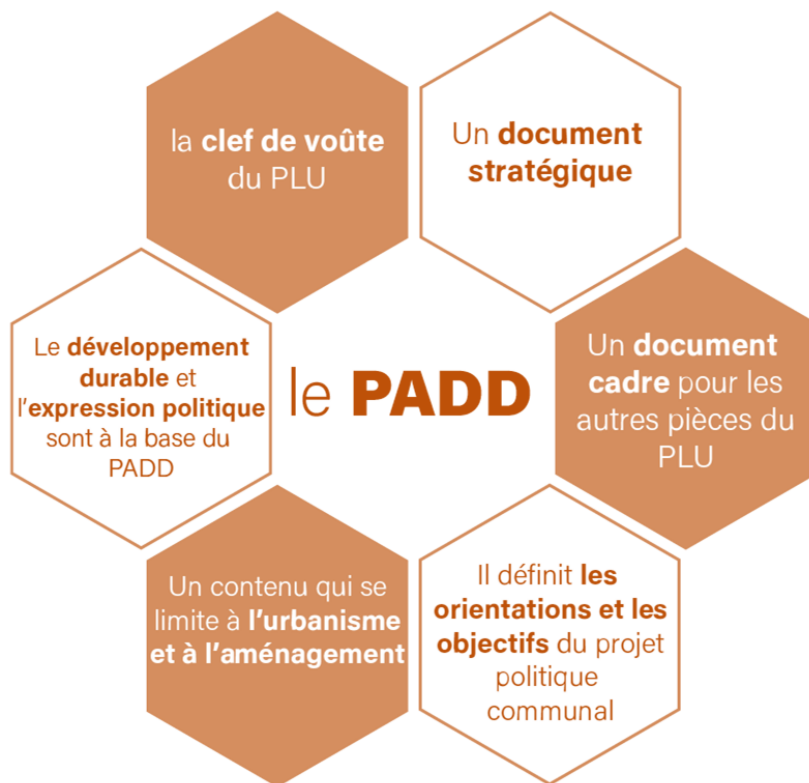 la clef de voûte
du PLU
Un document
stratégique
Le développement
durable et
l'expression politique
sont à la base du
PADD
le PADD
Un document
cadre pour les
autres pièces du
PLU
Un contenu qui se
limite à l'urbanisme
et à l'aménagement
Il définit les
orientations et les
objectifs du projet
politique
communal